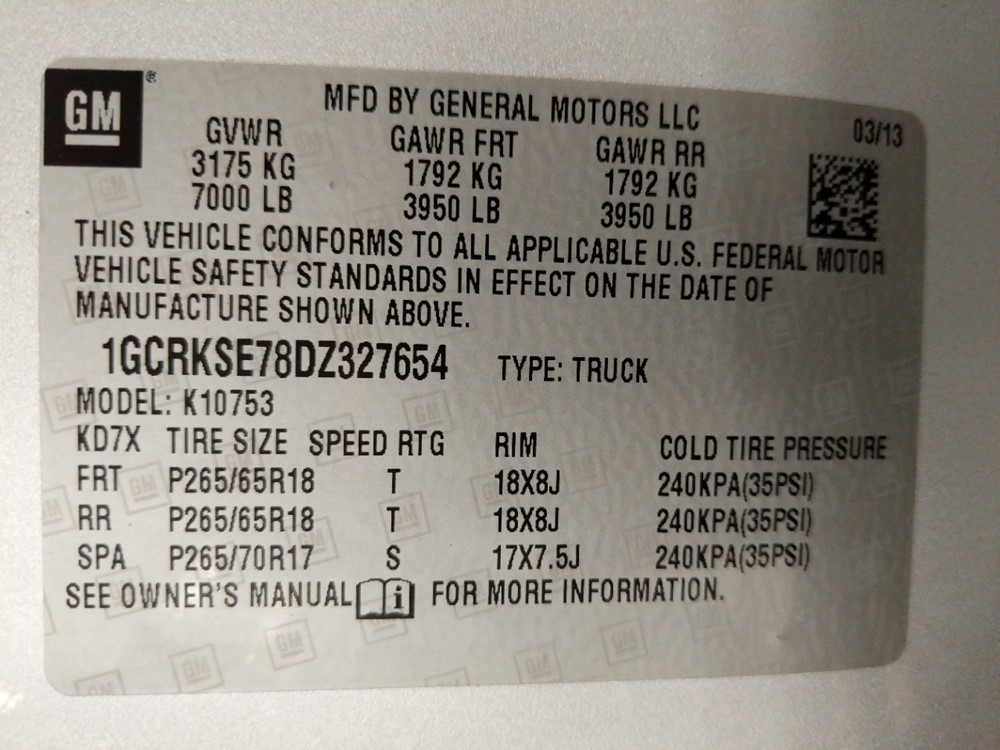 GM ®
MFD BY GENERAL MOTORS LLC
03/13
GVWR GAWR FRT GAWR RR
3175 KG 1792 KG 1792 KG
7000 LB 3950 LB 3950 LB
THIS VEHICLE CONFORMS TO ALL APPLICABLE U.S. FEDERAL MOTOR
VEHICLE SAFETY STANDARDS IN EFFECT ON THE DATE OF
MANUFACTURE SHOWN ABOVE.
1GCRKSE78DZ327654 TYPE: TRUCK
MODEL: K10753
KD7X TIRE SIZE SPEED RTG RIM COLD TIRE PRESSURE
FRT P265/65R18 T 18X8J 240KPA(35PSI)
RR P265/65R18 T 18X8J 240KPA(35PSI)
SPA P265/70R17 S 17X7.5J 240KPA(35PSI)
SEE OWNER'S MANUAL i FOR MORE INFORMATION.